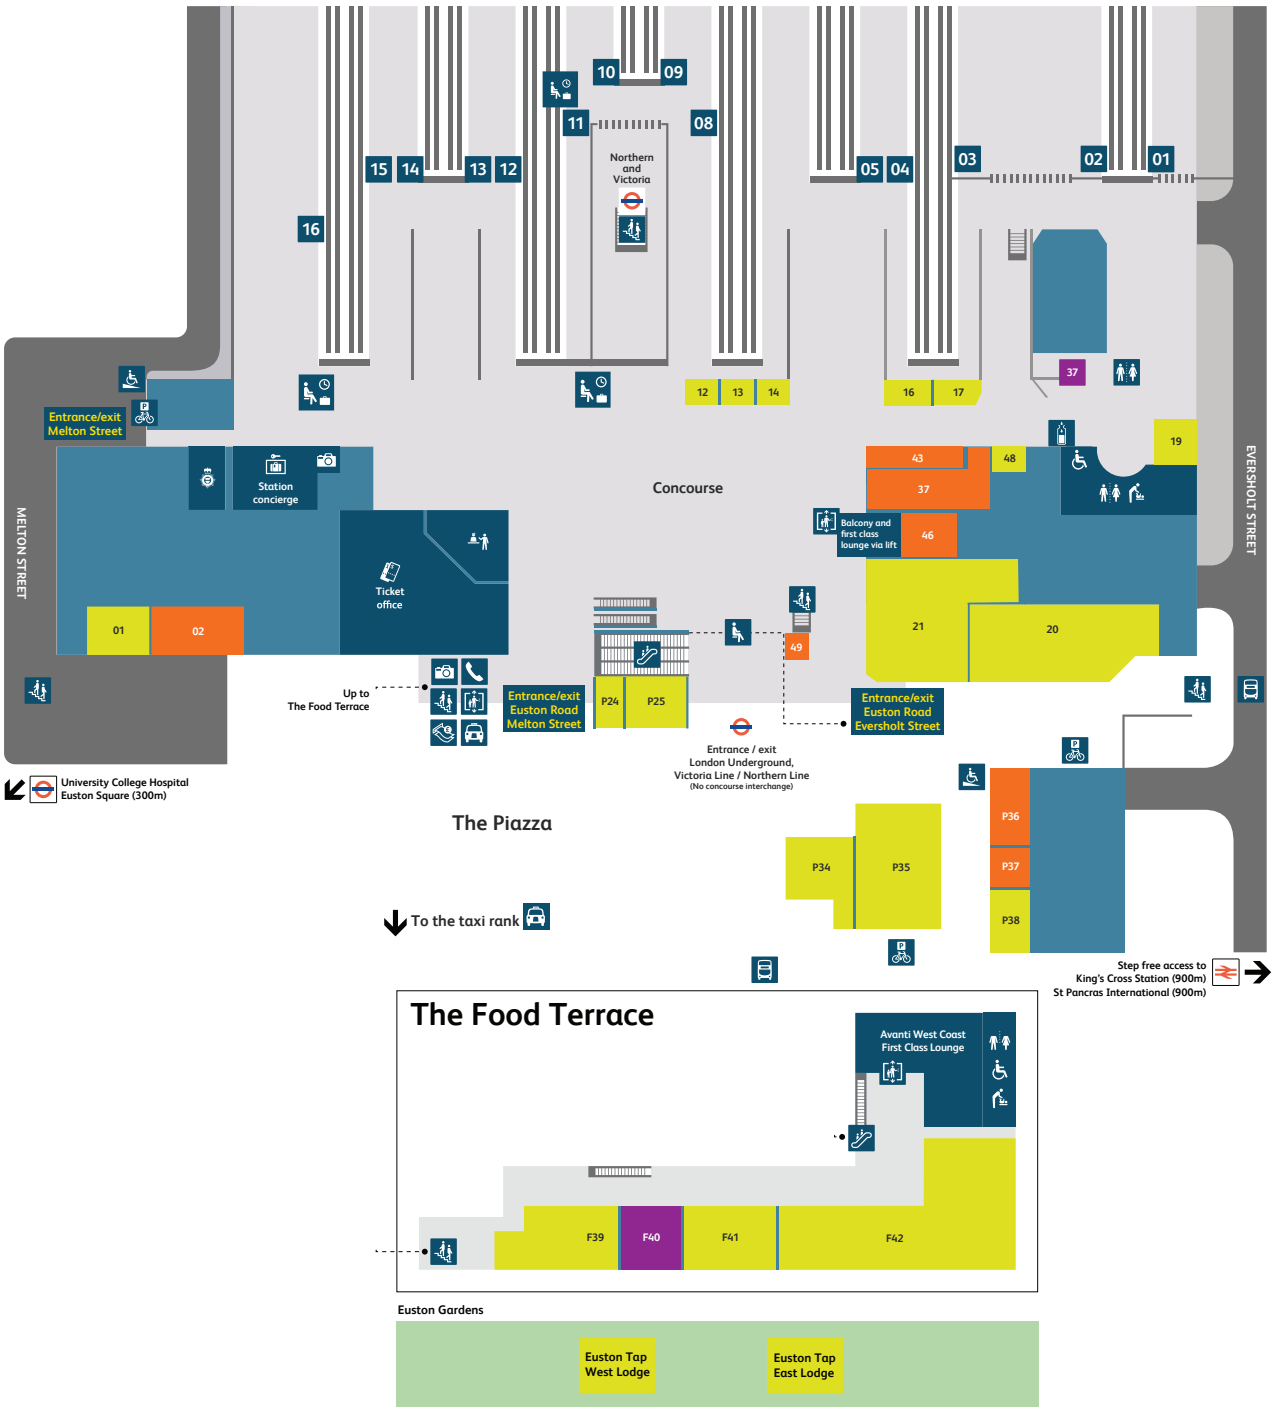 10
09
11
08
Northern
and
Victoria
15
14
13
12
05
04
03
02
01
16
37
12
13
14
16
17
Entrance/exit
Melton Street
P
19
43
48
37
Station
concierge
Concourse
MELTON STREET
EVERSHOLT STREET
Balcony and
first class
lounge via lift
46
Ticket
office
01
02
21
20
49
Up to
The Food Terrace
Entrance/exit
Euston Road
Melton Street
P24
P25
Entrance/exit
Euston Road
Eversholt Street
Entrance / exit
London Underground,
Victoria Line / Northern Line
(No concourse interchange)
P
University College Hospital
Euston Square (300m)
The Piazza
P36
P34
P35
P37
P38
To the taxi rank
P
Step free access to
King's Cross Station (900m)
St Pancras International (900m)
The Food Terrace
Avanti West Coast
First Class Lounge
F39
F40
F41
F42
Euston Gardens
Euston Tap
West Lodge
Euston Tap
East Lodge